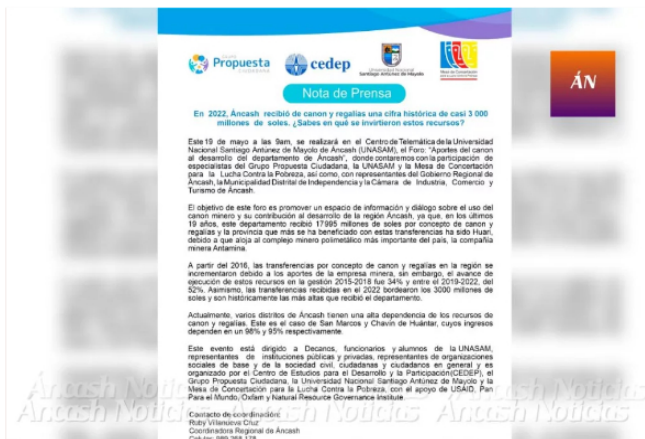 Grupo
Propuesta
CIUDADANA
cedep
Universidad Nacional
Santiago Antúnez de Mayolo
ÁN
Nota de Prensa
En 2022, Áncash recibió de canon y regalías una cifra histórica de casi 3 000
millones de soles. ¿Sabes en qué se invirtieron estos recursos?
Este 19 de mayo a las 9am, se realizará en el Centro de Telemática de la Universidad
Nacional Santiago Antúnez de Mayolo de Áncash (UNASAM), el Foro: "Aportes del canon
al desarrollo del departamento de Áncash", donde contaremos con la participación de
especialistas del Grupo Propuesta Ciudadana, la UNASAM y la Mesa de Concertación
para la Lucha Contra la Pobreza, así como, con representantes del Gobierno Regional de
Áncash, la Municipalidad Distrital de Independencia y la Cámara de Industria, Comercio y
Turismo de Áncash.
El objetivo de este foro es promover un espacio de información y diálogo sobre el uso del
canon minero y su contribución al desarrollo de la región Áncash, ya que, en los últimos
19 años, este departamento recibió 17995 millones de soles por concepto de canon y
regalías y la provincia que más se ha beneficiado con estas transferencias ha sido Huari,
debido a que aloja al complejo minero polimetálico más importante del país, la compañía
minera Antamina.
A partir del 2016, las transferencias por concepto de canon y regalías en la región se
incrementaron debido a los aportes de la empresa minera, sin embargo, el avance de
ejecución de estos recursos en la gestión 2015-2018 fue 34% y entre el 2019-2022, del
52%. Asimismo, las transferencias recibidas en el 2022 bordearon los 3000 millones de
soles y son históricamente las más altas que recibió el departamento.
Actualmente, varios distritos de Áncash tienen una alta dependencia de los recursos de
canon y regalías. Este es el caso de San Marcos y Chavín de Huántar, cuyos ingresos
dependen en un 98% y 95% respectivamente.
Este evento está dirigido a Decanos, funcionarios y alumnos de la UNASAM,
representantes de instituciones públicas y privadas, representantes de organizaciones
sociales de base y de la sociedad civil, ciudadanas y ciudadanos en general y es
organizado por el Centro de Estudios para el Desarrollo y la Participación (CEDEP), el
Grupo Propuesta Ciudadana, la Universidad Nacional Santiago Antúnez de Mayolo y la
Mesa de Concertación para la Lucha Contra la Pobreza, con el apoyo de USAID, Pan
Para el Mundo, Oxfam y Natural Resource Governance Institute.
Contacto de coordinación:
Ruby Villanueva Cruz
Coordinadora Regional de Áncash
Áncash Noticias